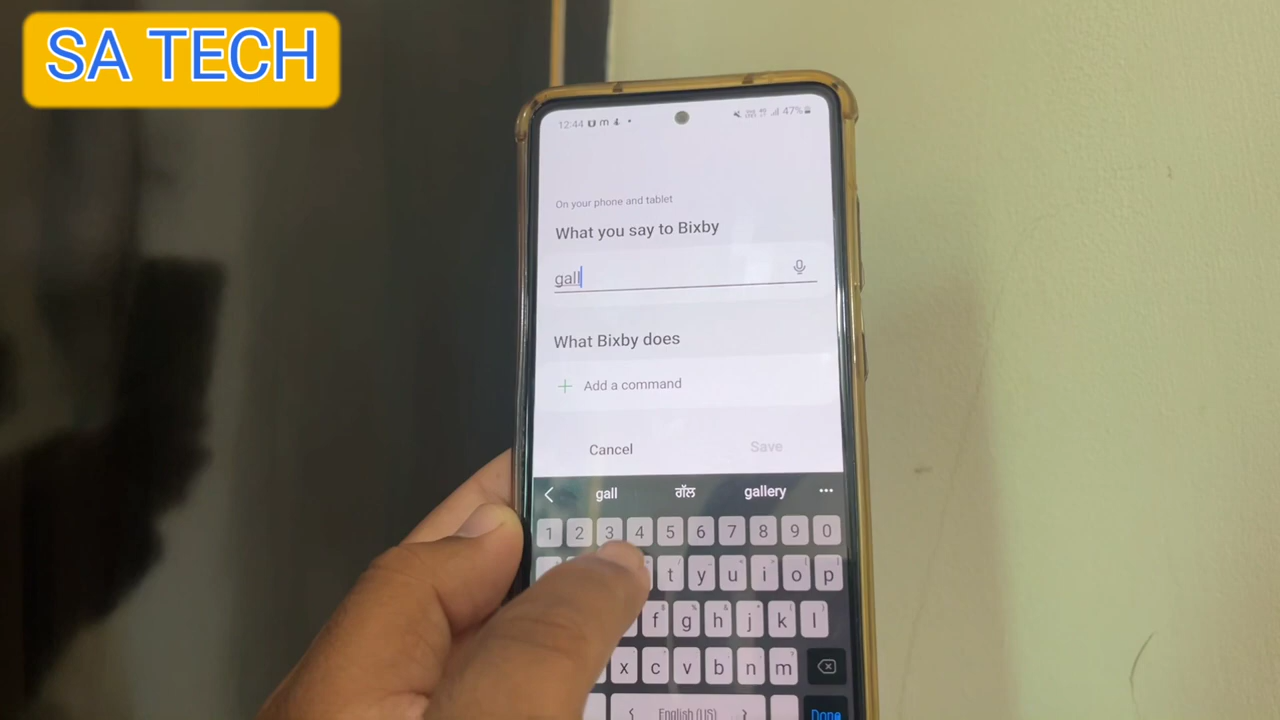 SA TECH
12:44 47%
On your phone and tablet
What you say to Bixby
gall
What Bixby does
+ Add a command
Cancel Save
gall ਗੱਲ gallery •••
1 2 3 4 5 6 7 8 9 0
t y u i o p
f g h j k l
x c v b n m
English (US)
Done